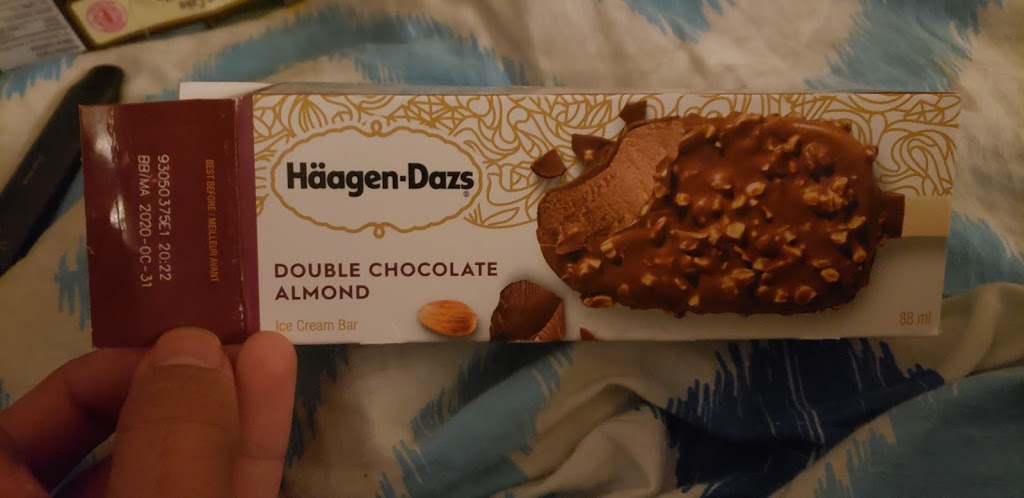 BEST BEFORE / MEILLEUR AVANT
93050375E1 20:22
BB/MA 2020-OC-31
Häagen-Dazs®
DOUBLE CHOCOLATE
ALMOND
Ice Cream Bar
88 ml